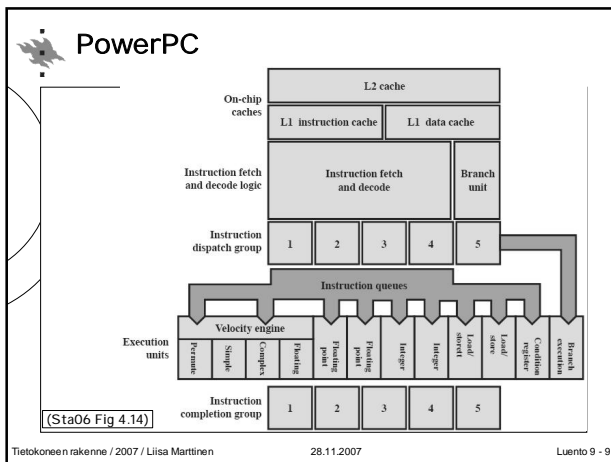 PowerPC
L2 cache
On-chip
caches
L1 instruction cache
L1 data cache
Instruction fetch
and decode logic
Instruction fetch
and decode
Branch
unit
Instruction
dispatch group
1
2
3
4
5
Instruction queues
Execution
units
Velocity engine
Permute
Simple
Complex
Floating
Floating
point
Floating
point
Integer
Integer
Load/
storett
Load/
store
Condition
register
Branch
execution
Instruction
completion group
1
2
3
4
5
(Sta06 Fig 4.14)
Tietokoneen rakenne / 2007 / Liisa Marttinen
28.11.2007
Luento 9 - 9